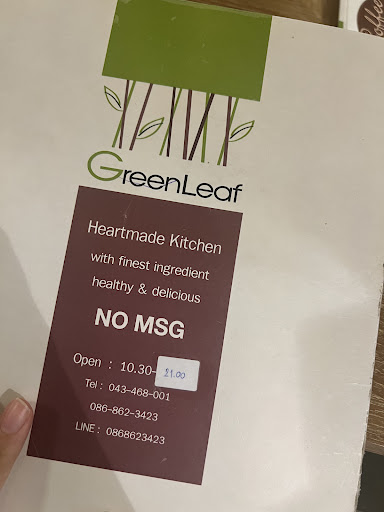 Coffee
GreenLeaf
Heartmade Kitchen
with finest ingredient
healthy & delicious
NO MSG
Open : 10.30-21.00
Tel : 043-468-001
086-862-3423
LINE : 0868623423